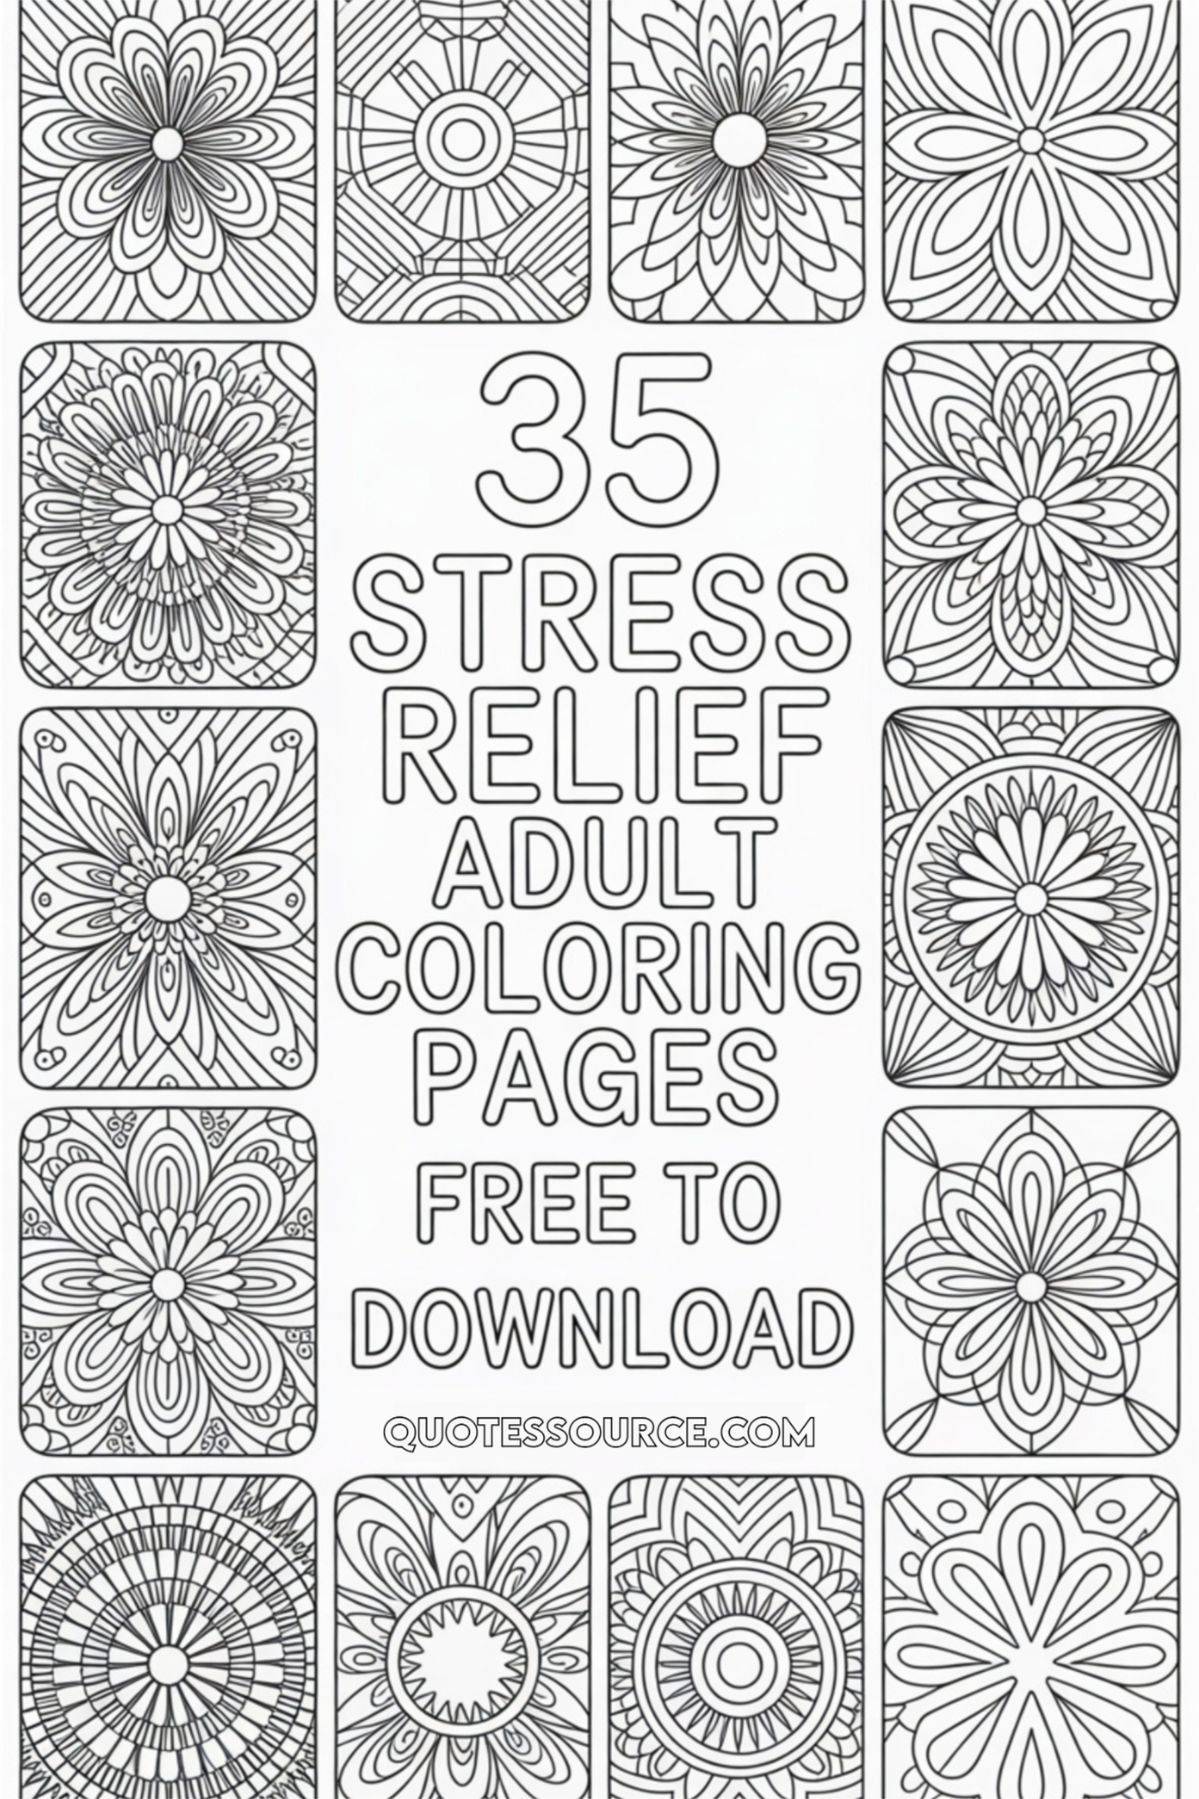 35
STRESS
RELIEF
ADULT
COLORING
PAGES
FREE TO
DOWNLOAD
QUOTESSOURCE.COM